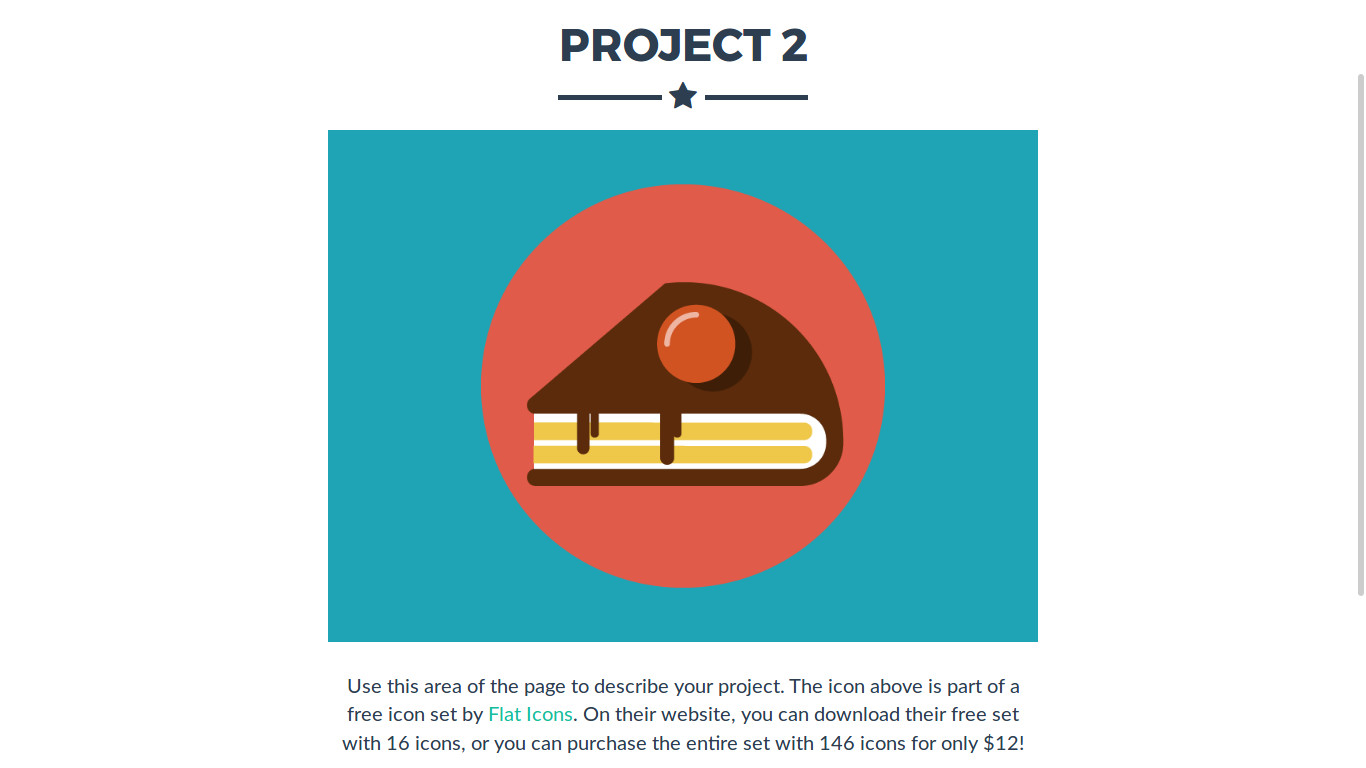 PROJECT 2
Use this area of the page to describe your project. The icon above is part of a
free icon set by Flat Icons. On their website, you can download their free set
with 16 icons, or you can purchase the entire set with 146 icons for only $12!